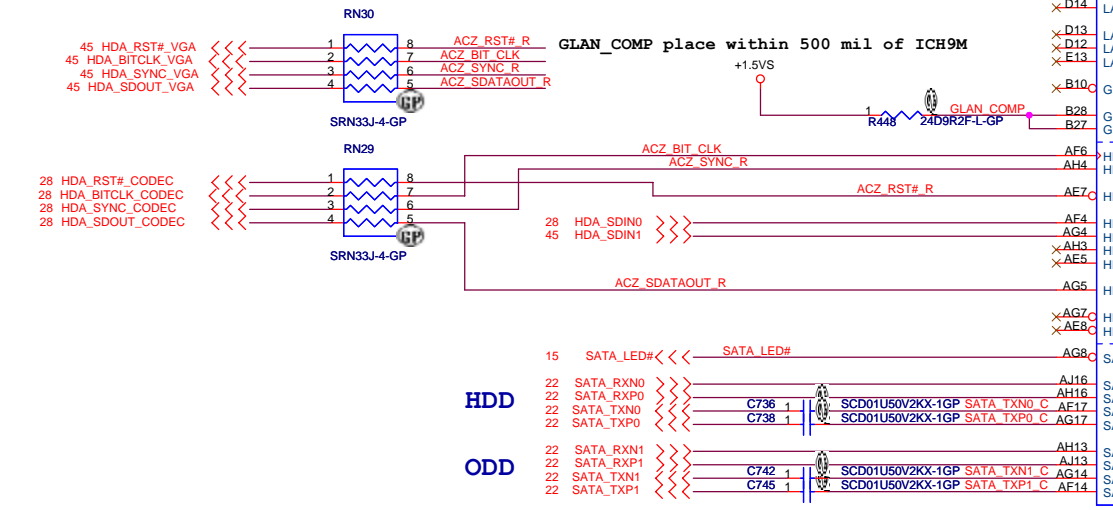 RN30
45 HDA_RST#_VGA 1 8 ACZ_RST#_R
45 HDA_BITCLK_VGA 2 7 ACZ_BIT_CLK
45 HDA_SYNC_VGA 3 6 ACZ_SYNC_R
45 HDA_SDOUT_VGA 4 5 ACZ_SDATAOUT_R
GP
SRN33J-4-GP
GLAN_COMP place within 500 mil of ICH9M
+1.5VS
1 R448 24D9R2F-L-GP GLAN_COMP
D14
D13
D12
E13
B10
B28
B27
RN29
28 HDA_RST#_CODEC 1 8
28 HDA_BITCLK_CODEC 2 7
28 HDA_SYNC_CODEC 3 6
28 HDA_SDOUT_CODEC 4 5
GP
SRN33J-4-GP
ACZ_BIT_CLK AF6
ACZ_SYNC_R AH4
ACZ_RST#_R AE7
28 HDA_SDIN0 AF4
45 HDA_SDIN1 AG4
AH3
AE5
ACZ_SDATAOUT_R AG5
AG7
AE8
15 SATA_LED# SATA_LED# AG8
HDD
22 SATA_RXN0 AJ16
22 SATA_RXP0 AH16
22 SATA_TXN0 C736 1 SCD01U50V2KX-1GP SATA_TXN0_C AF17
22 SATA_TXP0 C738 1 SCD01U50V2KX-1GP SATA_TXP0_C AG17
ODD
22 SATA_RXN1 AH13
22 SATA_RXP1 AJ13
22 SATA_TXN1 C742 1 SCD01U50V2KX-1GP SATA_TXN1_C AG14
22 SATA_TXP1 C745 1 SCD01U50V2KX-1GP SATA_TXP1_C AF14